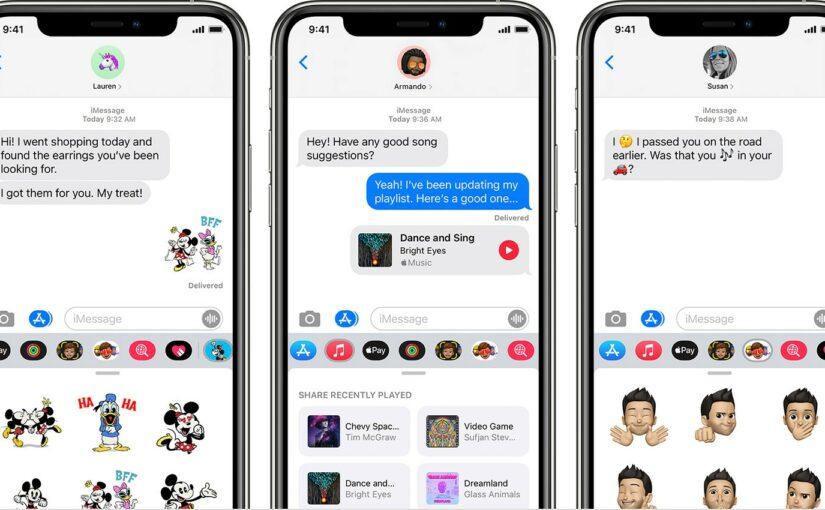 9:41
Lauren
iMessage
Today 9:32 AM
Hi! I went shopping today and
found the earrings you've been
looking for.
I got them for you. My treat!
BFF
Delivered
iMessage
Pay
HA HA
BFF
9:41
Armando
iMessage
Today 9:36 AM
Hey! Have any good song
suggestions?
Yeah! I've been updating my
playlist. Here's a good one...
Delivered
Dance and Sing
Bright Eyes
Music
iMessage
Pay
SHARE RECENTLY PLAYED
Chevy Spac...
Tim McGraw
Video Game
Sufjan Stev...
Dance and...
Bright Eyes
Dreamland
Glass Animals
9:41
Susan
iMessage
Today 9:38 AM
I 🤔 I passed you on the road
earlier. Was that you 🎶 in your
🚗?
iMessage
Pay